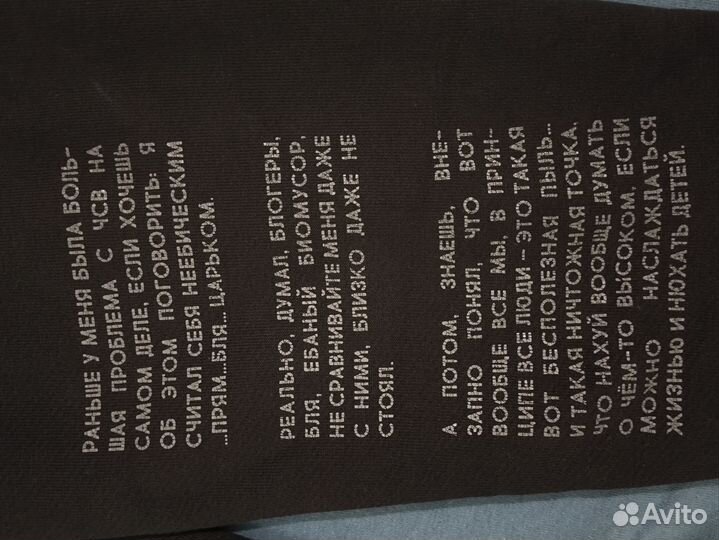 РАНЬШЕ У МЕНЯ БЫЛА БОЛЬ-
ШАЯ ПРОБЛЕМА С ЧСВ НА
САМОМ ДЕЛЕ, ЕСЛИ ХОЧЕШЬ
ОБ ЭТОМ ПОГОВОРИТЬ: Я
СЧИТАЛ СЕБЯ НЕЕБИЧЕСКИМ
...ПРЯМ...БЛЯ... ЦАРЬКОМ.
РЕАЛЬНО, ДУМАЛ, БЛОГЕРЫ,
БЛЯ, ЕБАНЫЙ БИОМУСОР,
НЕ СРАВНИВАЙТЕ МЕНЯ ДАЖЕ
С НИМИ, БЛИЗКО ДАЖЕ НЕ
СТОЯЛ.
А ПОТОМ, ЗНАЕШЬ, ВНЕ-
ЗАПНО ПОНЯЛ, ЧТО ВОТ
ВООБЩЕ ВСЕ МЫ, В ПРИН-
ЦИПЕ ВСЕ ЛЮДИ - ЭТО ТАКАЯ
ВОТ БЕСПОЛЕЗНАЯ ПЫЛЬ...
И ТАКАЯ НИЧТОЖНАЯ ТОЧКА,
ЧТО НАХУЙ ВООБЩЕ ДУМАТЬ
О ЧЕМ-ТО ВЫСОКОМ, ЕСЛИ
МОЖНО НАСЛАЖДАТЬСЯ
ЖИЗНЬЮ И НЮХАТЬ ДЕТЕЙ.
Avito